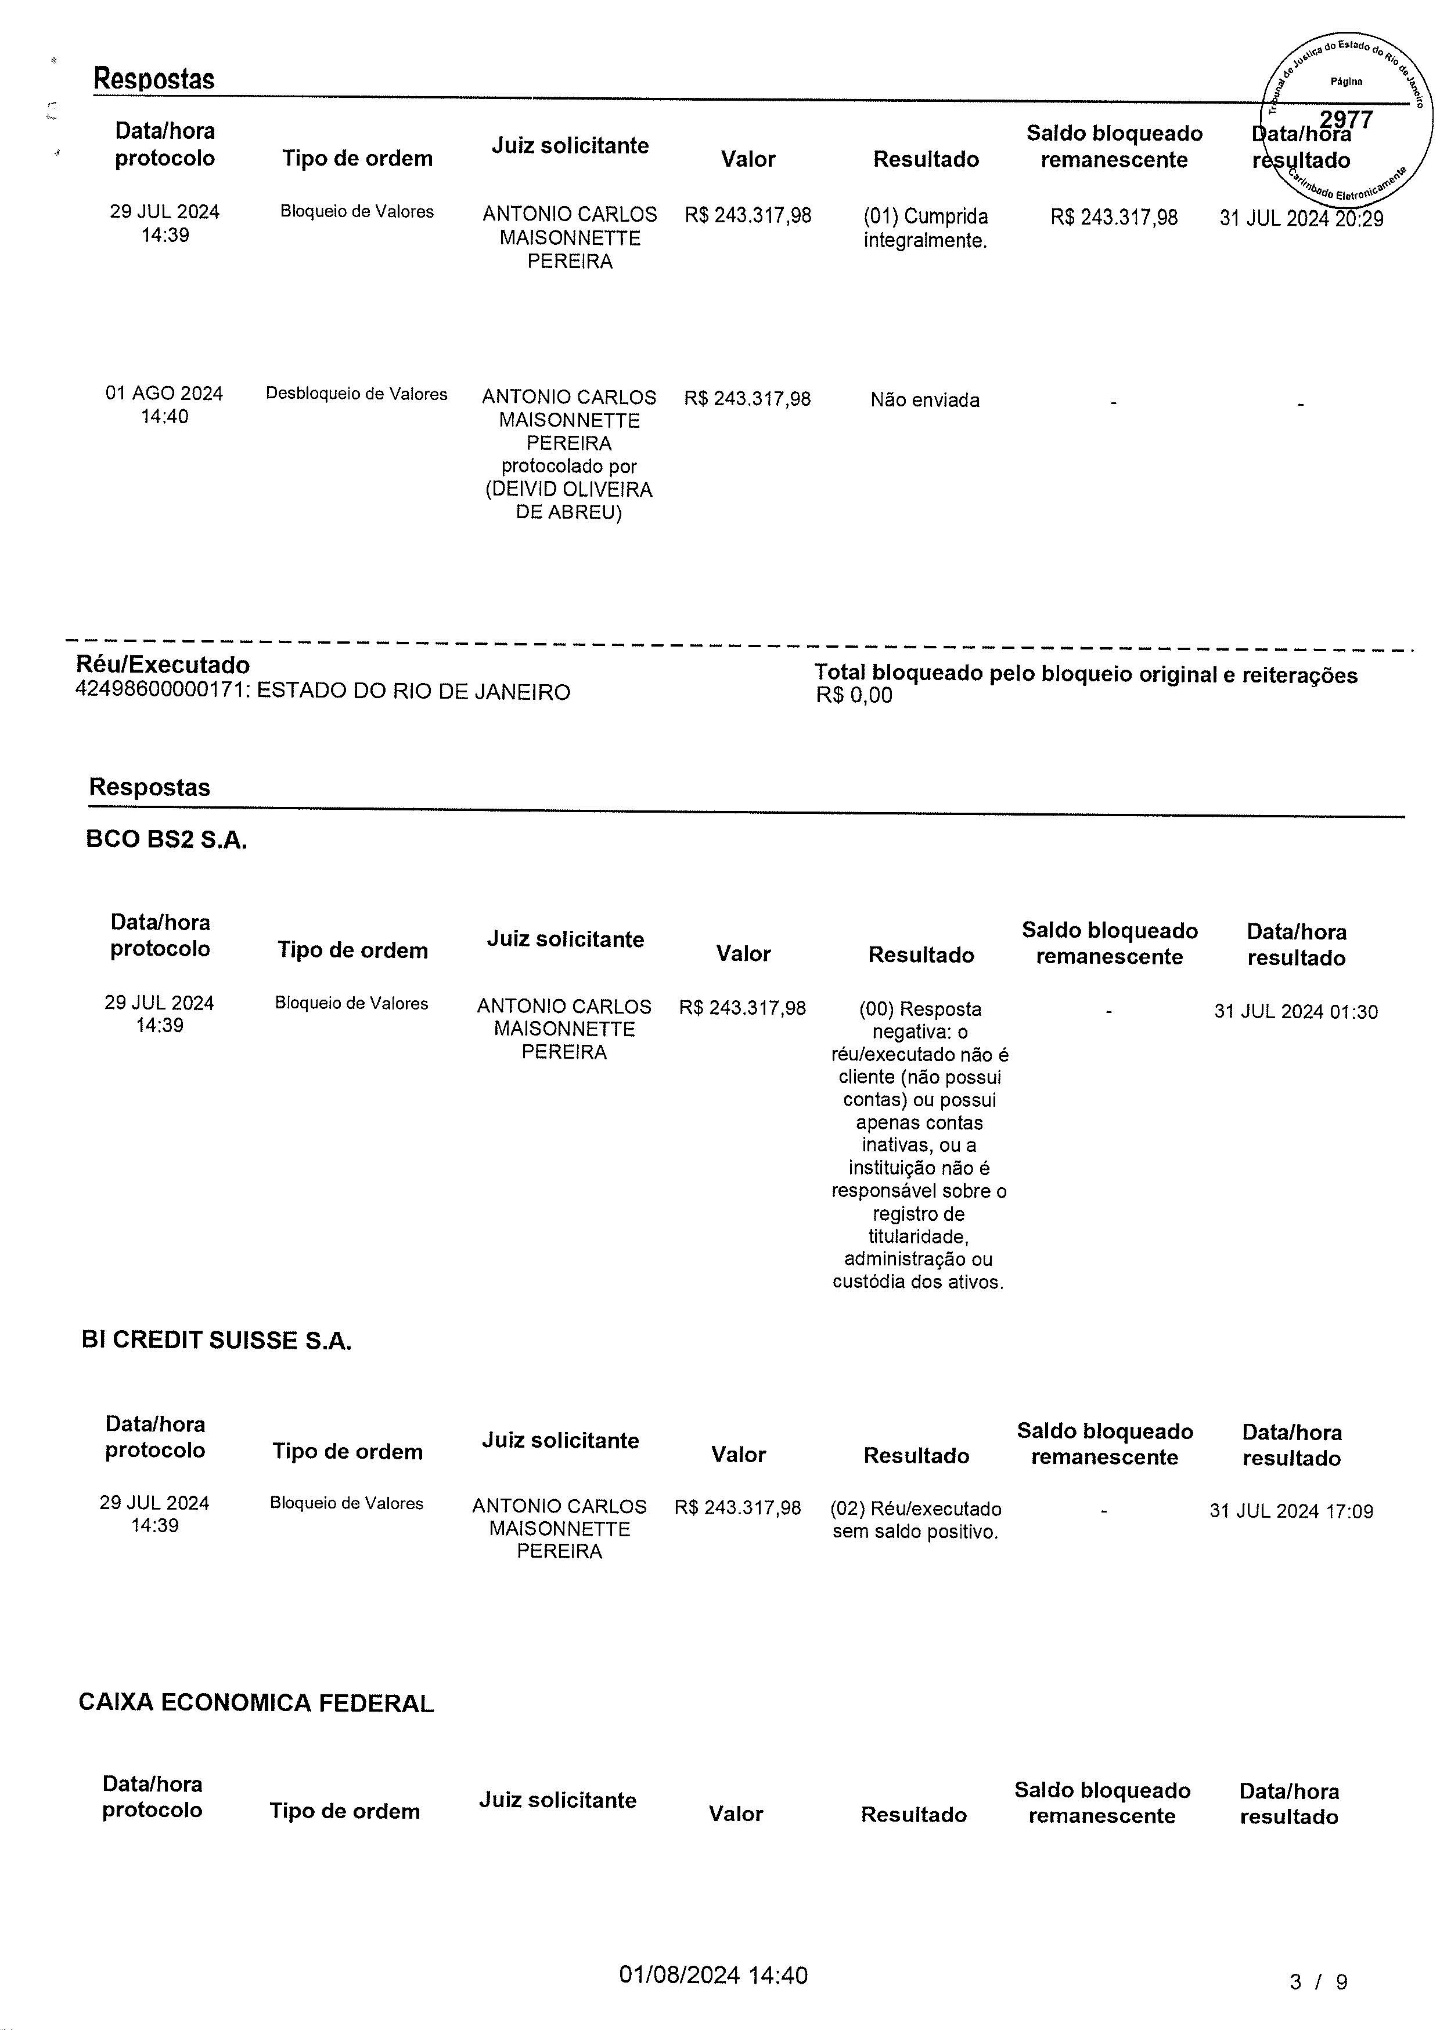 Respostas
Tribunal de Justiça do Estado do Rio de Janeiro
Página
2977
Carimbado Eletronicamente
Data/hora protocolo Tipo de ordem Juiz solicitante Valor Resultado Saldo bloqueado remanescente Data/hora resultado
29 JUL 2024 Bloqueio de Valores ANTONIO CARLOS R$ 243.317,98 (01) Cumprida R$ 243.317,98 31 JUL 2024 20:29
14:39 MAISONNETTE integralmente.
PEREIRA
01 AGO 2024 Desbloqueio de Valores ANTONIO CARLOS R$ 243.317,98 Não enviada - -
14:40 MAISONNETTE
PEREIRA
protocolado por
(DEIVID OLIVEIRA
DE ABREU)
Réu/Executado Total bloqueado pelo bloqueio original e reiterações
42498600000171: ESTADO DO RIO DE JANEIRO R$ 0,00
Respostas
BCO BS2 S.A.
Data/hora protocolo Tipo de ordem Juiz solicitante Valor Resultado Saldo bloqueado remanescente Data/hora resultado
29 JUL 2024 Bloqueio de Valores ANTONIO CARLOS R$ 243.317,98 (00) Resposta - 31 JUL 2024 01:30
14:39 MAISONNETTE negativa: o
PEREIRA réu/executado não é
cliente (não possui
contas) ou possui
apenas contas
inativas, ou a
instituição não é
responsável sobre o
registro de
titularidade,
administração ou
custódia dos ativos.
BI CREDIT SUISSE S.A.
Data/hora protocolo Tipo de ordem Juiz solicitante Valor Resultado Saldo bloqueado remanescente Data/hora resultado
29 JUL 2024 Bloqueio de Valores ANTONIO CARLOS R$ 243.317,98 (02) Réu/executado - 31 JUL 2024 17:09
14:39 MAISONNETTE sem saldo positivo.
PEREIRA
CAIXA ECONOMICA FEDERAL
Data/hora protocolo Tipo de ordem Juiz solicitante Valor Resultado Saldo bloqueado remanescente Data/hora resultado
01/08/2024 14:40
3 / 9